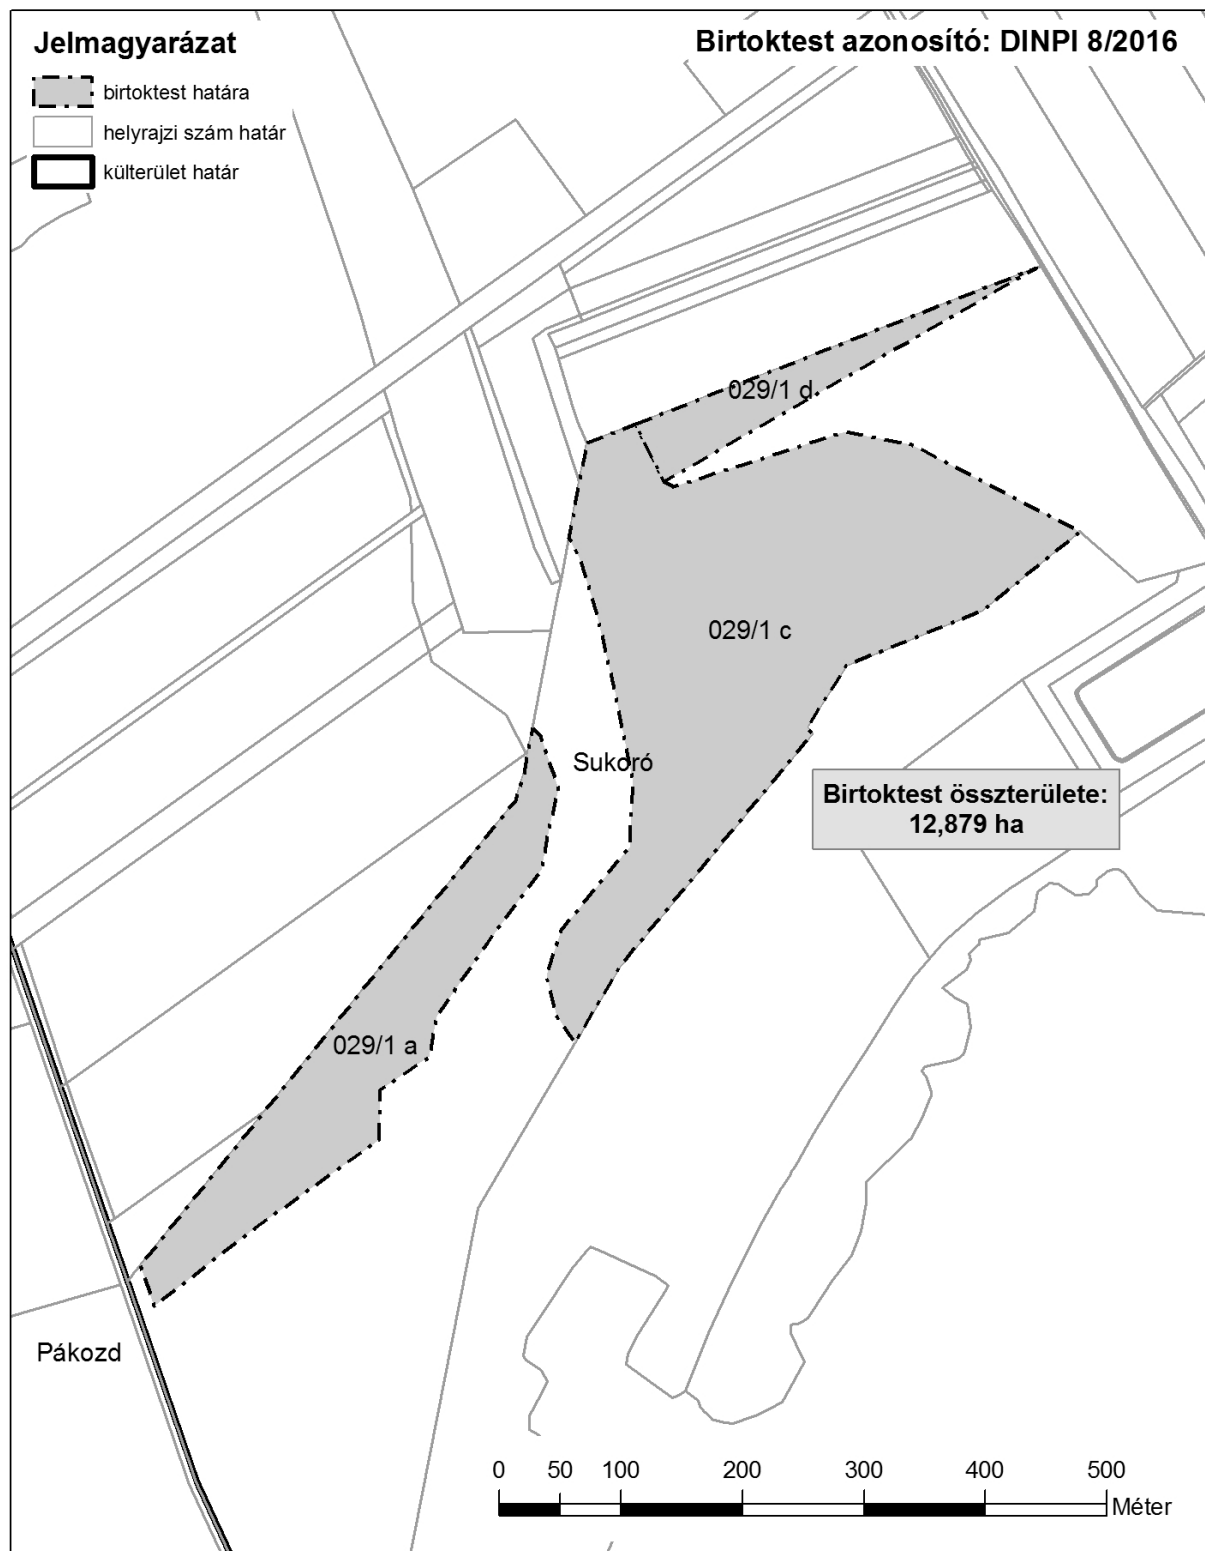 Jelmagyarázat
birtoktest határa
helyrajzi szám határ
külterület határ
Birtoktest azonosító: DINPI 8/2016
029/1 d
029/1 c
Sukoró
Birtoktest összterülete:
12,879 ha
029/1 a
Pákozd
0 50 100 200 300 400 500
Méter